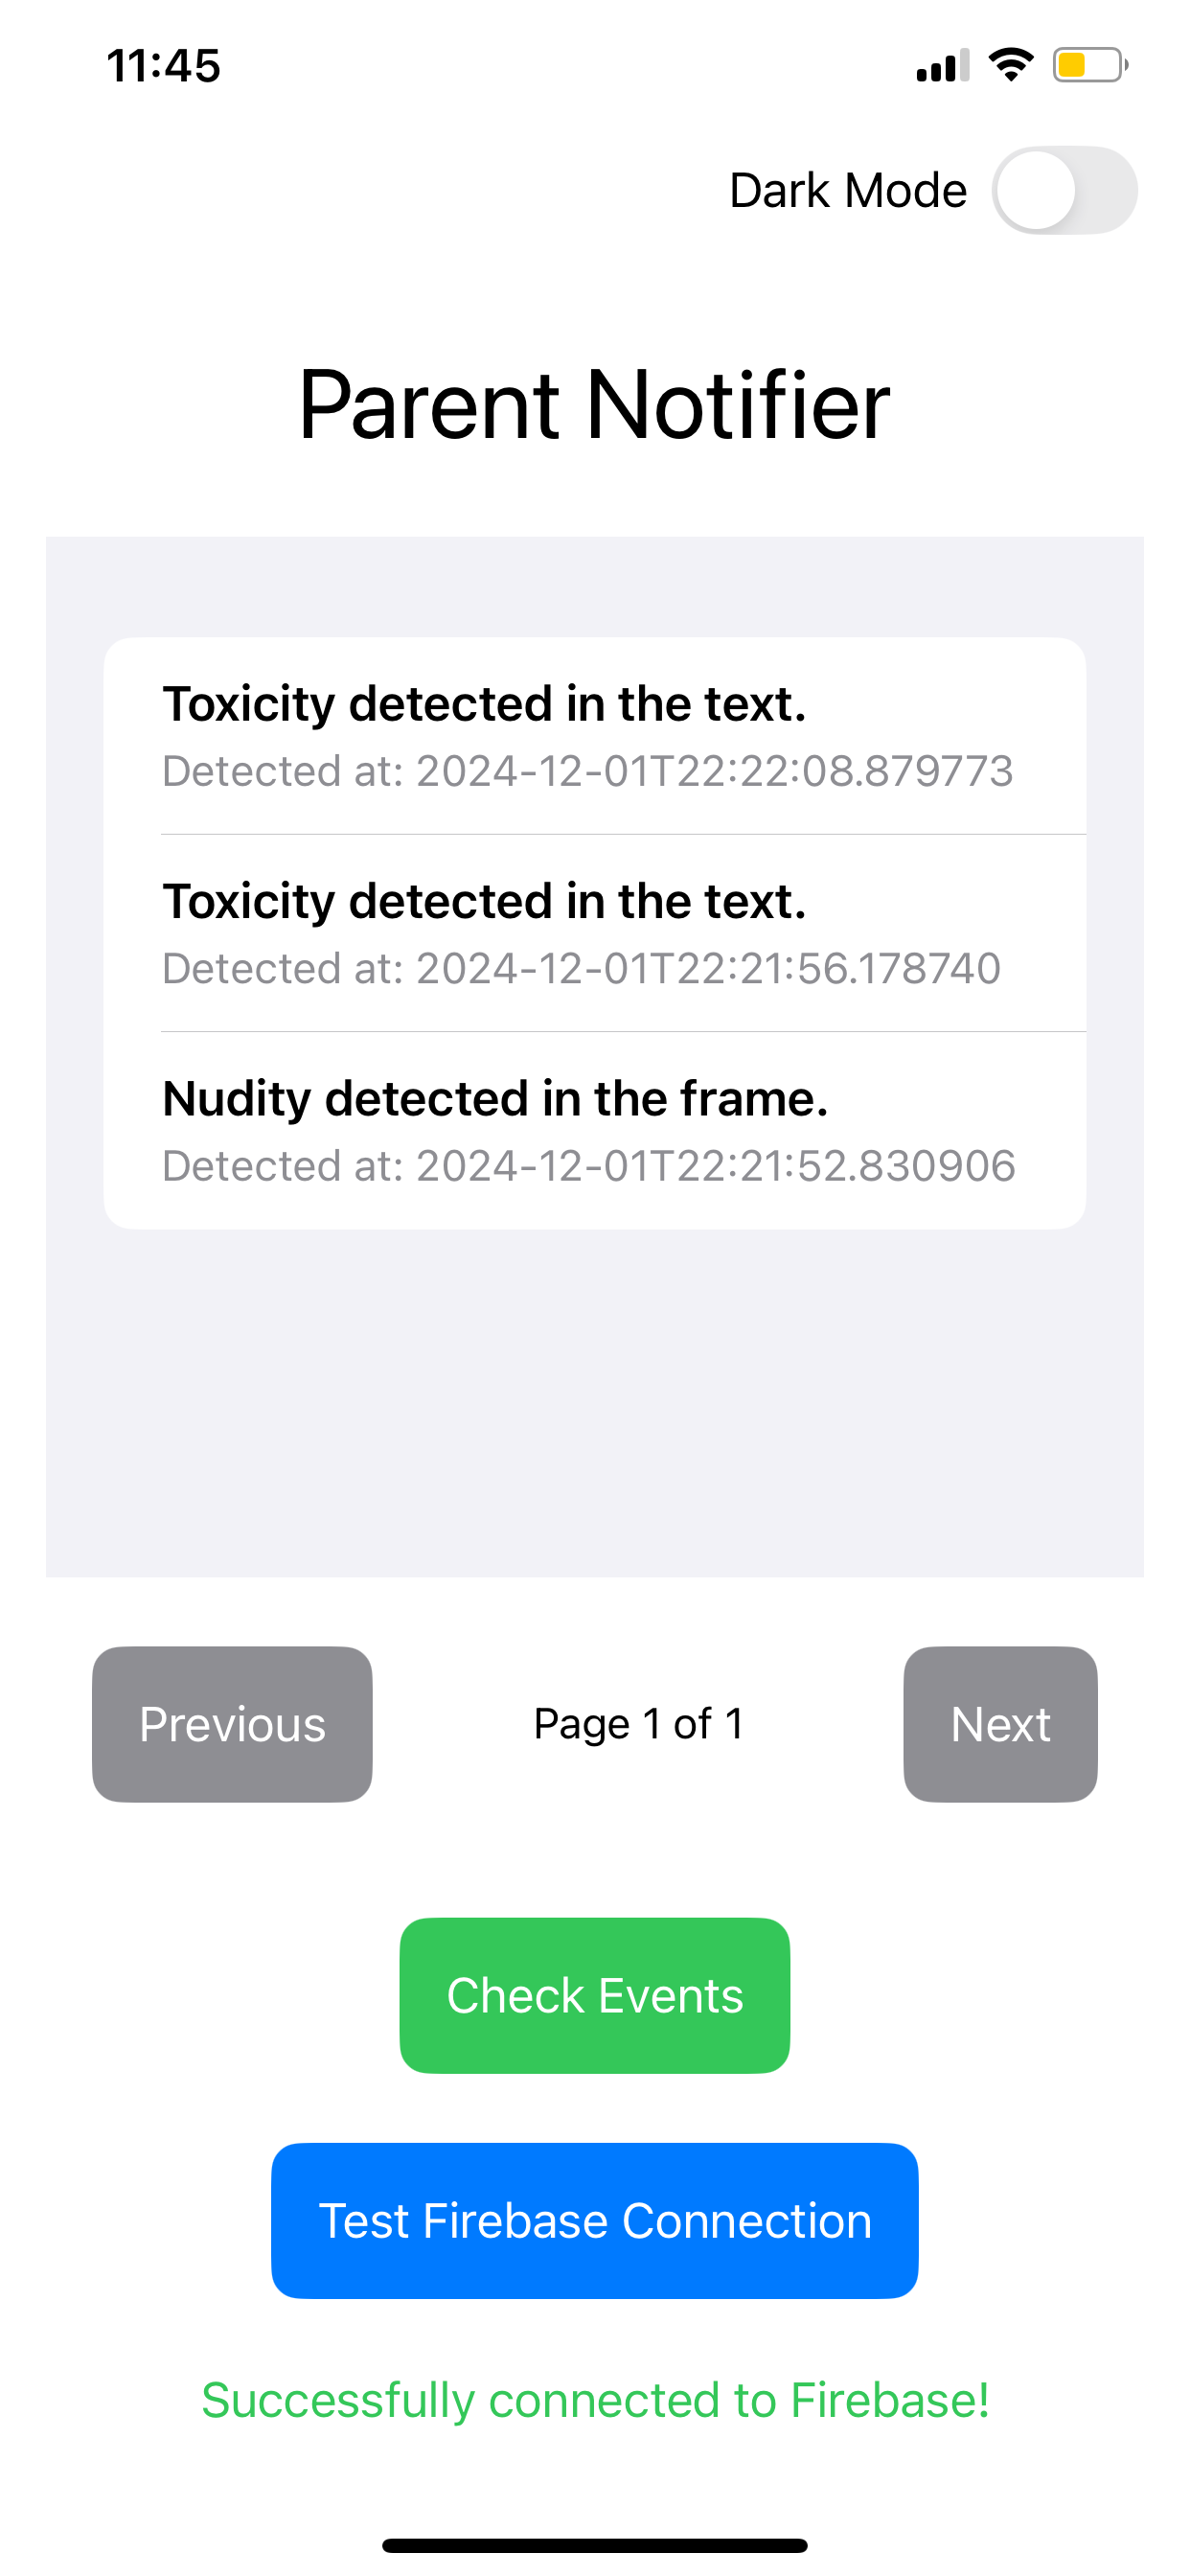 11:45
Dark Mode
Parent Notifier
Toxicity detected in the text.
Detected at: 2024-12-01T22:22:08.879773
Toxicity detected in the text.
Detected at: 2024-12-01T22:21:56.178740
Nudity detected in the frame.
Detected at: 2024-12-01T22:21:52.830906
Previous
Page 1 of 1
Next
Check Events
Test Firebase Connection
Successfully connected to Firebase!